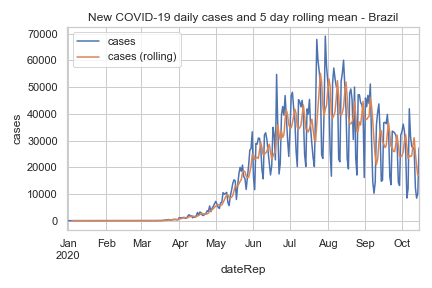 New COVID-19 daily cases and 5 day rolling mean - Brazil
cases
cases (rolling)
70000
60000
50000
40000
30000
20000
10000
0
cases
Jan Feb Mar Apr May Jun Jul Aug Sep Oct
2020
dateRep